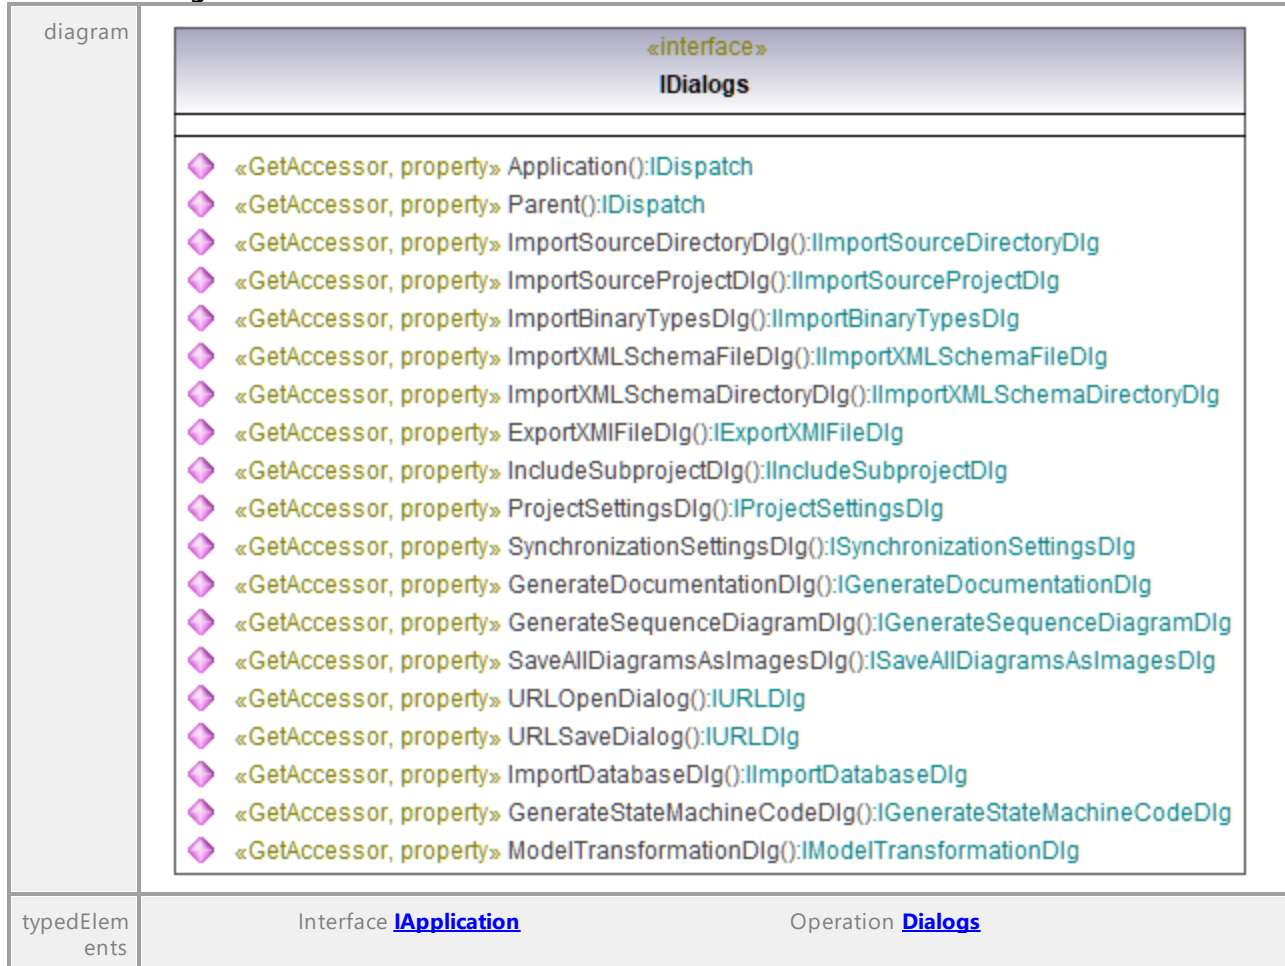 diagram
«interface»
IDialogs
«GetAccessor, property» Application():IDispatch
«GetAccessor, property» Parent():IDispatch
«GetAccessor, property» ImportSourceDirectoryDlg():IImportSourceDirectoryDlg
«GetAccessor, property» ImportSourceProjectDlg():IImportSourceProjectDlg
«GetAccessor, property» ImportBinaryTypesDlg():IImportBinaryTypesDlg
«GetAccessor, property» ImportXMLSchemaFileDlg():IImportXMLSchemaFileDlg
«GetAccessor, property» ImportXMLSchemaDirectoryDlg():IImportXMLSchemaDirectoryDlg
«GetAccessor, property» ExportXMIFileDlg():IExportXMIFileDlg
«GetAccessor, property» IncludeSubprojectDlg():IIncludeSubprojectDlg
«GetAccessor, property» ProjectSettingsDlg():IProjectSettingsDlg
«GetAccessor, property» SynchronizationSettingsDlg():ISynchronizationSettingsDlg
«GetAccessor, property» GenerateDocumentationDlg():IGenerateDocumentationDlg
«GetAccessor, property» GenerateSequenceDiagramDlg():IGenerateSequenceDiagramDlg
«GetAccessor, property» SaveAllDiagramsAsImagesDlg():ISaveAllDiagramsAsImagesDlg
«GetAccessor, property» URLOpenDialog():IURLDlg
«GetAccessor, property» URLSaveDialog():IURLDlg
«GetAccessor, property» ImportDatabaseDlg():IImportDatabaseDlg
«GetAccessor, property» GenerateStateMachineCodeDlg():IGenerateStateMachineCodeDlg
«GetAccessor, property» ModelTransformationDlg():IModelTransformationDlg
typedElem
ents
Interface IApplication
Operation Dialogs